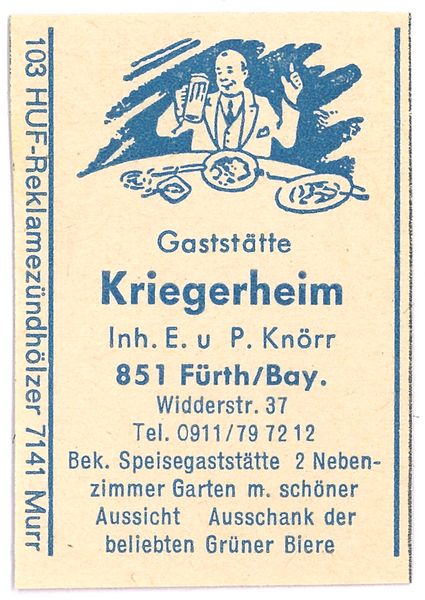 103 HUF-Reklamezündhölzer 7141 Murr
Gaststätte
Kriegerheim
Inh. E. u P. Knörr
851 Fürth/Bay.
Widderstr. 37
Tel. 0911/79 72 12
Bek. Speisegaststätte 2 Neben-
zimmer Garten m. schöner
Aussicht Ausschank der
beliebten Grüner Biere